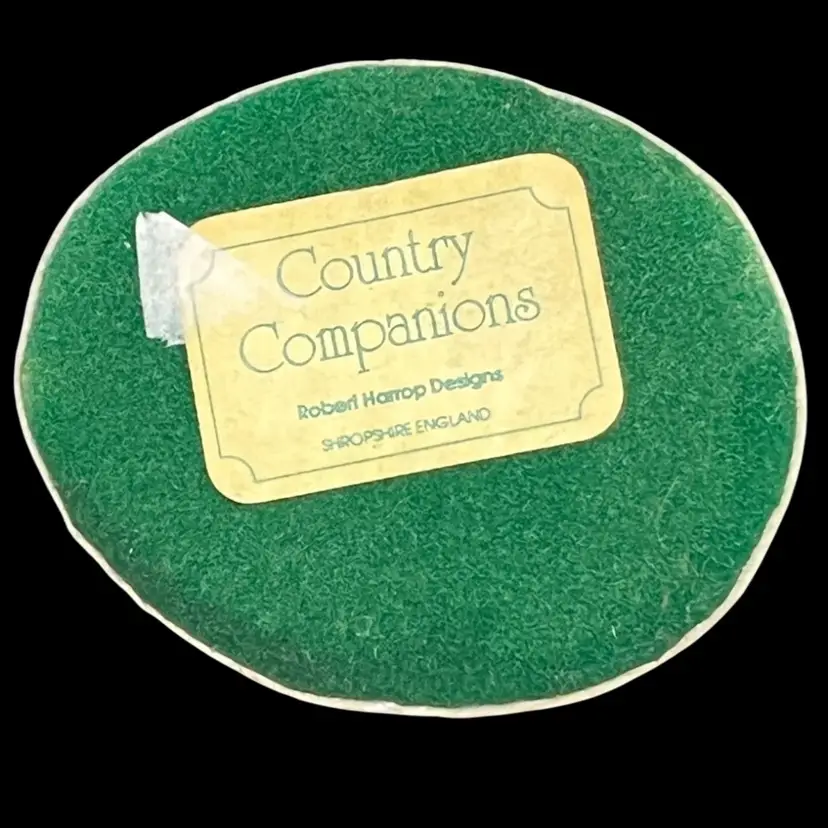 Country
Companions
Robert Harrop Designs
SHROPSHIRE ENGLAND